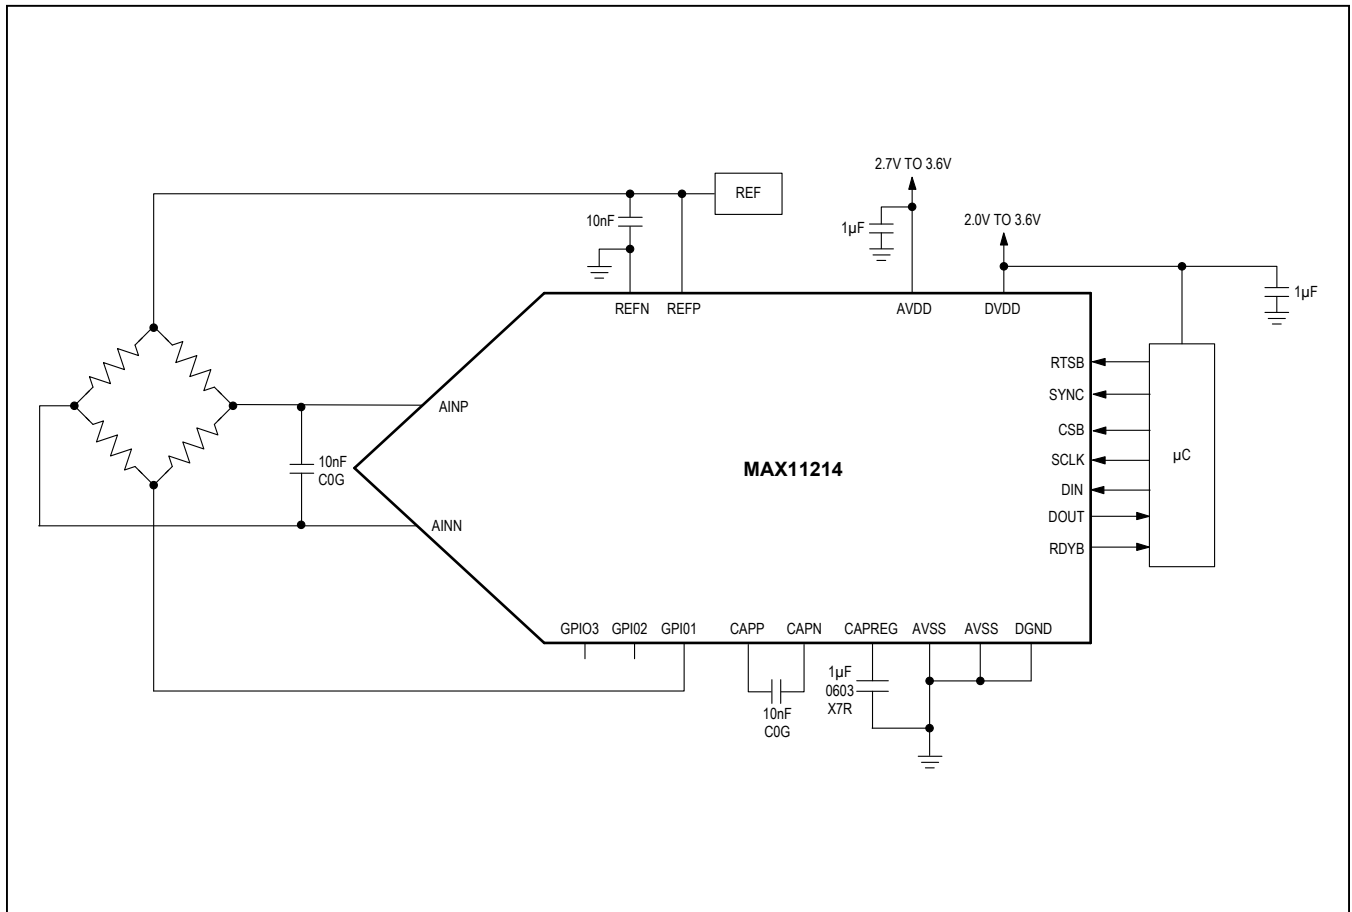 2.7V TO 3.6V
REF
10nF
1µF
2.0V TO 3.6V
1µF
REFN
REFP
AVDD
DVDD
RTSB
SYNC
CSB
SCLK
DIN
DOUT
RDYB
µC
AINP
10nF
C0G
MAX11214
AINN
GPIO3
GPI02
GPI01
CAPP
CAPN
CAPREG
AVSS
AVSS
DGND
1µF
0603
X7R
10nF
C0G